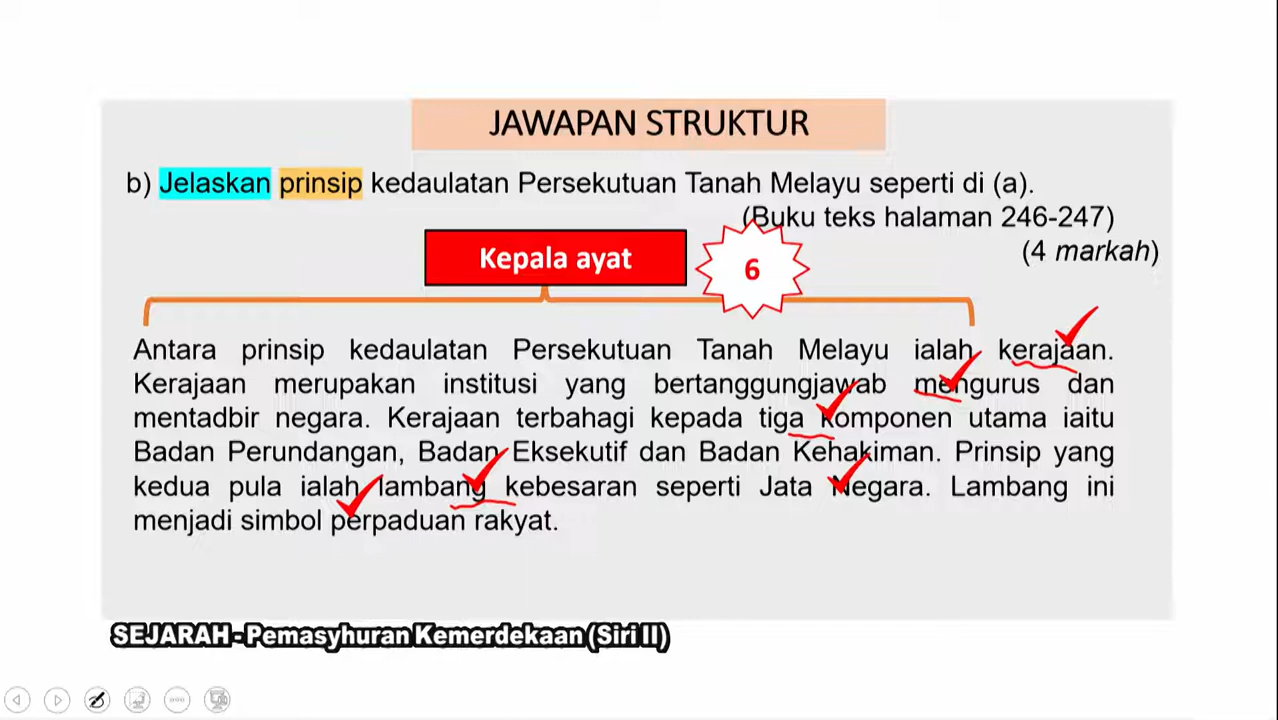 JAWAPAN STRUKTUR
b) Jelaskan prinsip kedaulatan Persekutuan Tanah Melayu seperti di (a).
(Buku teks halaman 246-247)
(4 markah)
Kepala ayat
6
Antara prinsip kedaulatan Persekutuan Tanah Melayu ialah kerajaan.
Kerajaan merupakan institusi yang bertanggungjawab mengurus dan
mentadbir negara. Kerajaan terbahagi kepada tiga komponen utama iaitu
Badan Perundangan, Badan Eksekutif dan Badan Kehakiman. Prinsip yang
kedua pula ialah lambang kebesaran seperti Jata Negara. Lambang ini
menjadi simbol perpaduan rakyat.
SEJARAH - Pemasyhuran Kemerdekaan (Siri II)